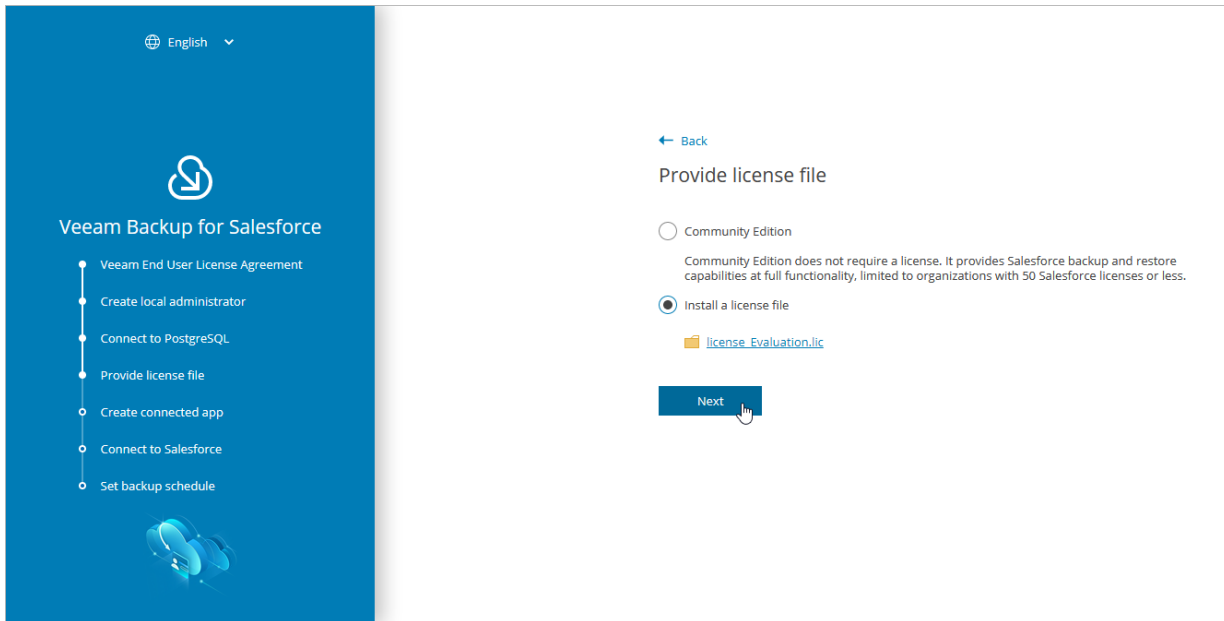 English
Veeam Backup for Salesforce
Veeam End User License Agreement
Create local administrator
Connect to PostgreSQL
Provide license file
Create connected app
Connect to Salesforce
Set backup schedule
Back
Provide license file
Community Edition
Community Edition does not require a license. It provides Salesforce backup and restore
capabilities at full functionality, limited to organizations with 50 Salesforce licenses or less.
Install a license file
license_Evaluation.lic
Next